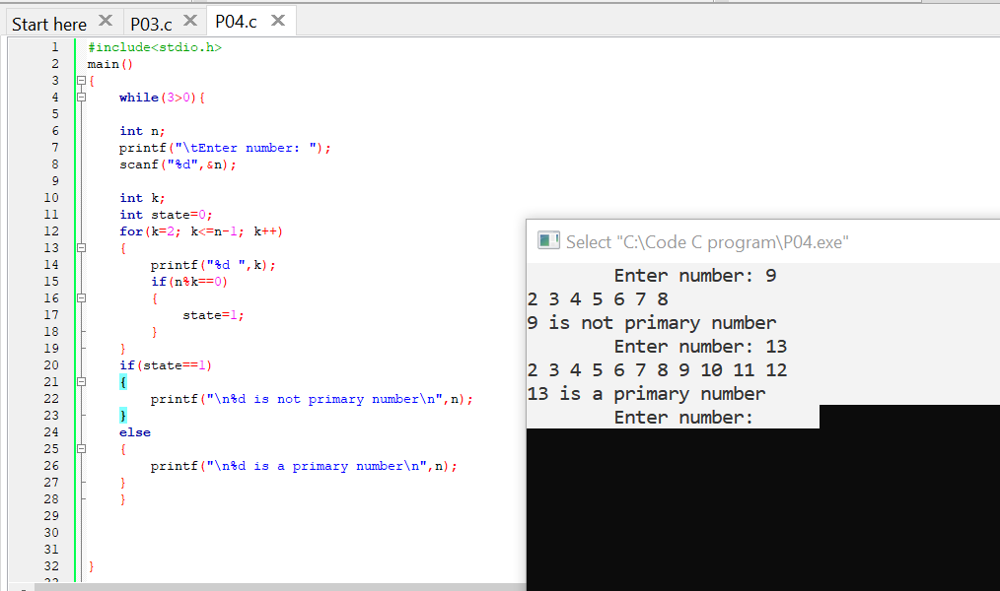 Start here P03.c P04.c
1 #include<stdio.h>
2 main()
3 {
4 while(3>0){
5
6 int n;
7 printf("\tEnter number: ");
8 scanf("%d",&n);
9
10 int k;
11 int state=0;
12 for(k=2; k<=n-1; k++)
13 {
14 printf("%d ",k);
15 if(n%k==0)
16 {
17 state=1;
18 }
19 }
20 if(state==1)
21 {
22 printf("\n%d is not primary number\n",n);
23 }
24 else
25 {
26 printf("\n%d is a primary number\n",n);
27 }
28 }
29
30
31
32 }
Select "C:\Code C program\P04.exe"
Enter number: 9
2 3 4 5 6 7 8
9 is not primary number
Enter number: 13
2 3 4 5 6 7 8 9 10 11 12
13 is a primary number
Enter number: